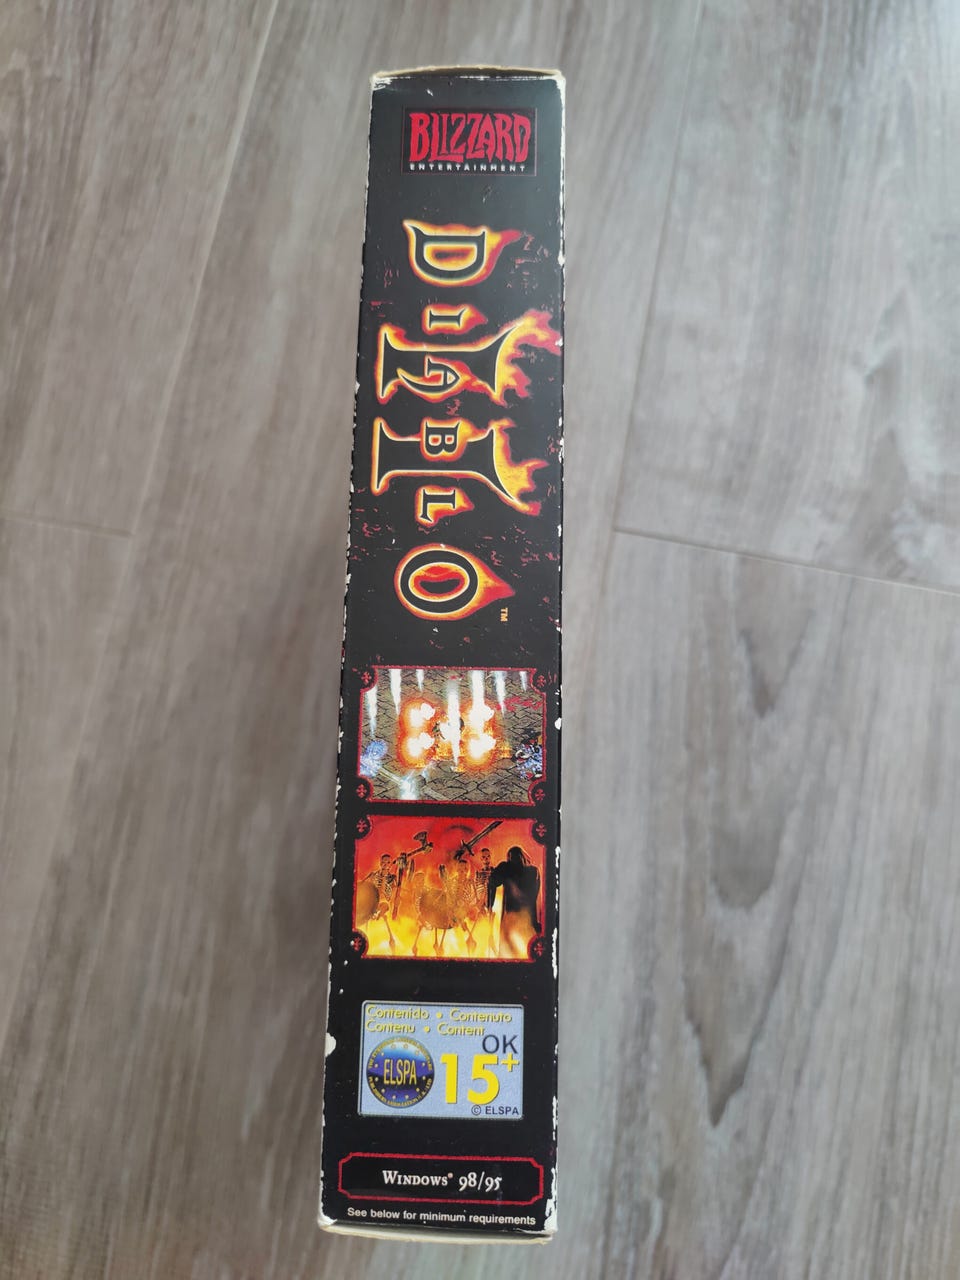 BLIZZARD
ENTERTAINMENT
DIABLO
II
TM
Contenido • Contenuto
Contenu • Content
OK
ELSPA
15+
© ELSPA
WINDOWS® 98/95
See below for minimum requirements